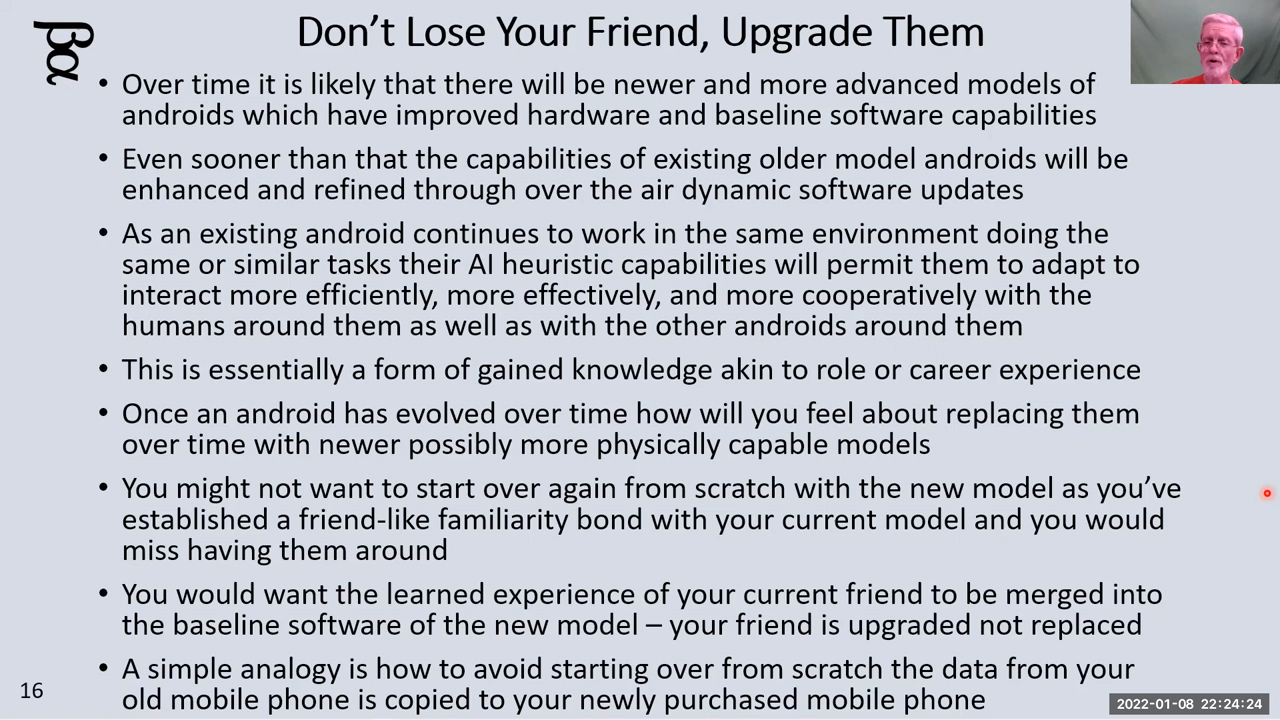 Don't Lose Your Friend, Upgrade Them
βα
• Over time it is likely that there will be newer and more advanced models of
androids which have improved hardware and baseline software capabilities
• Even sooner than that the capabilities of existing older model androids will be
enhanced and refined through over the air dynamic software updates
• As an existing android continues to work in the same environment doing the
same or similar tasks their AI heuristic capabilities will permit them to adapt to
interact more efficiently, more effectively, and more cooperatively with the
humans around them as well as with the other androids around them
• This is essentially a form of gained knowledge akin to role or career experience
• Once an android has evolved over time how will you feel about replacing them
over time with newer possibly more physically capable models
• You might not want to start over again from scratch with the new model as you've
established a friend-like familiarity bond with your current model and you would
miss having them around
• You would want the learned experience of your current friend to be merged into
the baseline software of the new model – your friend is upgraded not replaced
• A simple analogy is how to avoid starting over from scratch the data from your
old mobile phone is copied to your newly purchased mobile phone
16
2022-01-08 22:24:24